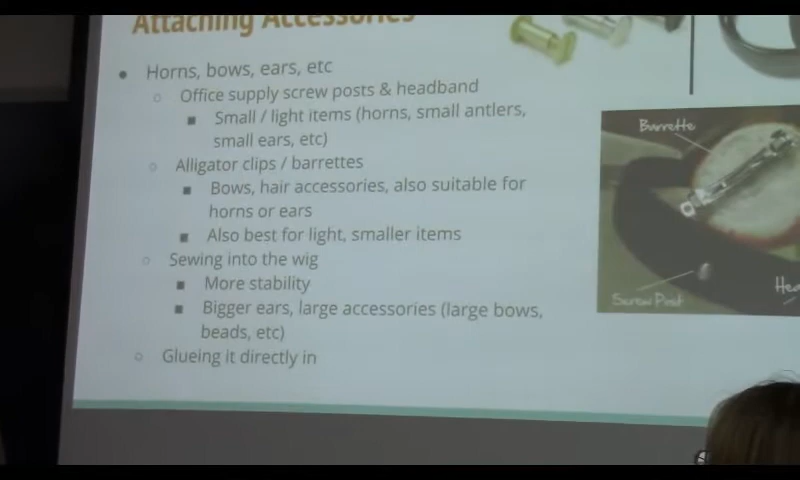 Attaching Accessories
Horns, bows, ears, etc
Office supply screw posts & headband
Small / light items (horns, small antlers,
small ears, etc)
Alligator clips / barrettes
Bows, hair accessories, also suitable for
horns or ears
Also best for light, smaller items
Sewing into the wig
More stability
Bigger ears, large accessories (large bows,
beads, etc)
Glueing it directly in
Barrette
Screw Post